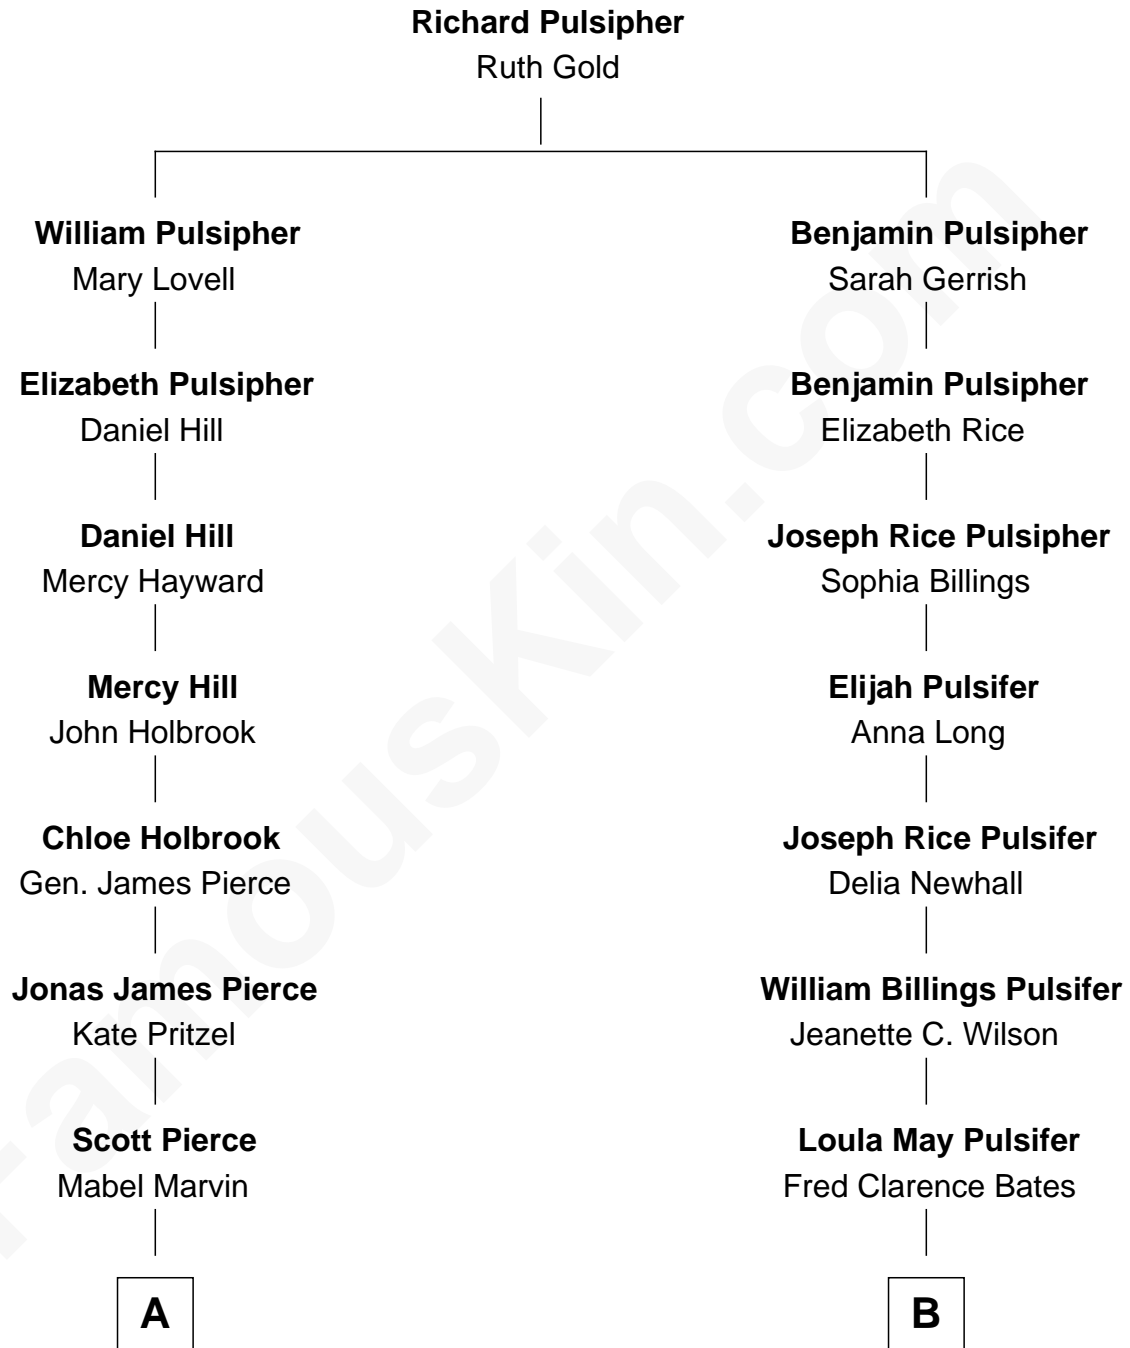 Richard Pulsipher
Ruth Gold
William Pulsipher
Mary Lovell
Benjamin Pulsipher
Sarah Gerrish
Elizabeth Pulsipher
Daniel Hill
Benjamin Pulsipher
Elizabeth Rice
Daniel Hill
Mercy Hayward
Joseph Rice Pulsipher
Sophia Billings
Mercy Hill
John Holbrook
Elijah Pulsifer
Anna Long
Chloe Holbrook
Gen. James Pierce
Joseph Rice Pulsifer
Delia Newhall
Jonas James Pierce
Kate Pritzel
William Billings Pulsifer
Jeanette C. Wilson
Scott Pierce
Mabel Marvin
Loula May Pulsifer
Fred Clarence Bates
A
B
FamousKin.com